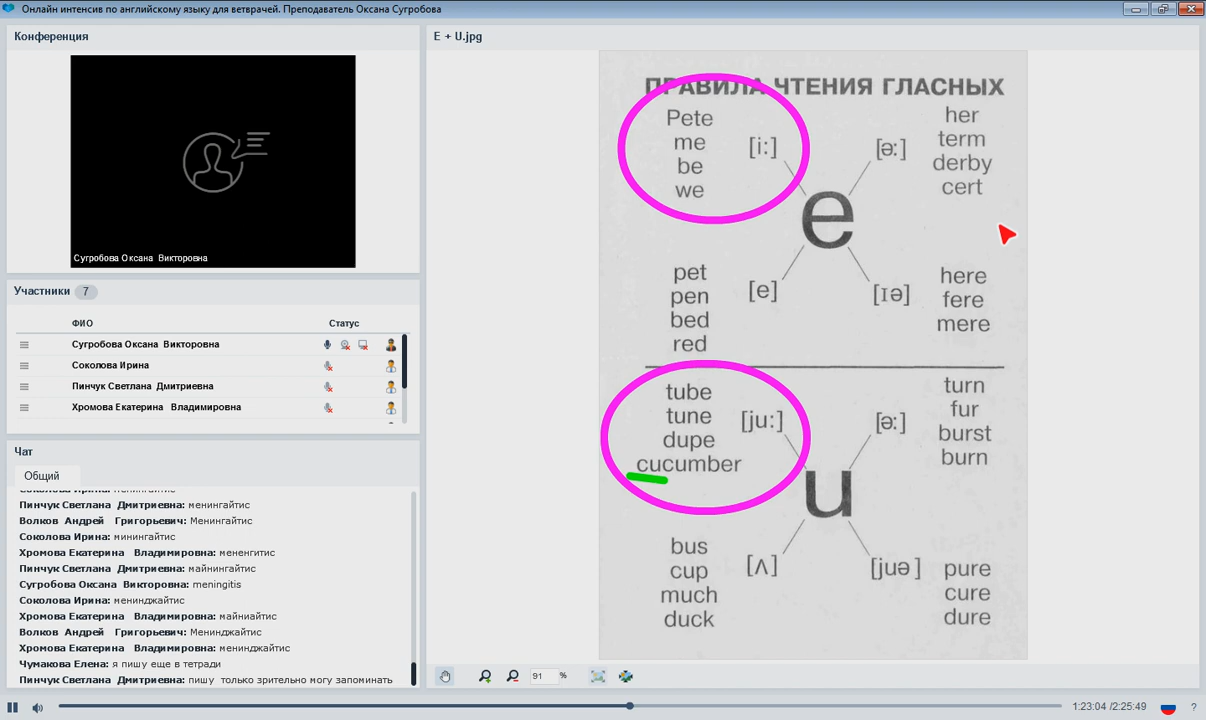 Онлайн интенсив по английскому языку для ветврачей. Преподаватель Оксана Сугробова
Конференция
Сугробова Оксана Викторовна
Участники 7
ФИО Статус
Сугробова Оксана Викторовна
Соколова Ирина
Пинчук Светлана Дмитриевна
Хромова Екатерина Владимировна
Чат
Общий
Соколова Ирина: менингитис
Пинчук Светлана Дмитриевна: менингайтис
Волков Андрей Григорьевич: Менингайтис
Соколова Ирина: минингайтис
Хромова Екатерина Владимировна: мененгитис
Пинчук Светлана Дмитриевна: майнингайтис
Сугробова Оксана Викторовна: meningitis
Соколова Ирина: менинджайтис
Хромова Екатерина Владимировна: майниайтис
Волков Андрей Григорьевич: Менинджайтис
Хромова Екатерина Владимировна: менинджайтис
Чумакова Елена: я пишу еще в тетради
Пинчук Светлана Дмитриевна: пишу только зрительно могу запоминать
E + U.jpg
ПРАВИЛА ЧТЕНИЯ ГЛАСНЫХ
Pete
me
be
we
[i:]
[ə:]
her
term
derby
cert
e
pet
pen
bed
red
[e]
[ɪə]
here
fere
mere
tube
tune
dupe
cucumber
[ju:]
[ə:]
turn
fur
burst
burn
u
bus
cup
much
duck
[ʌ]
[juə]
pure
cure
dure
91 %
1:23:04 /2:25:49
?